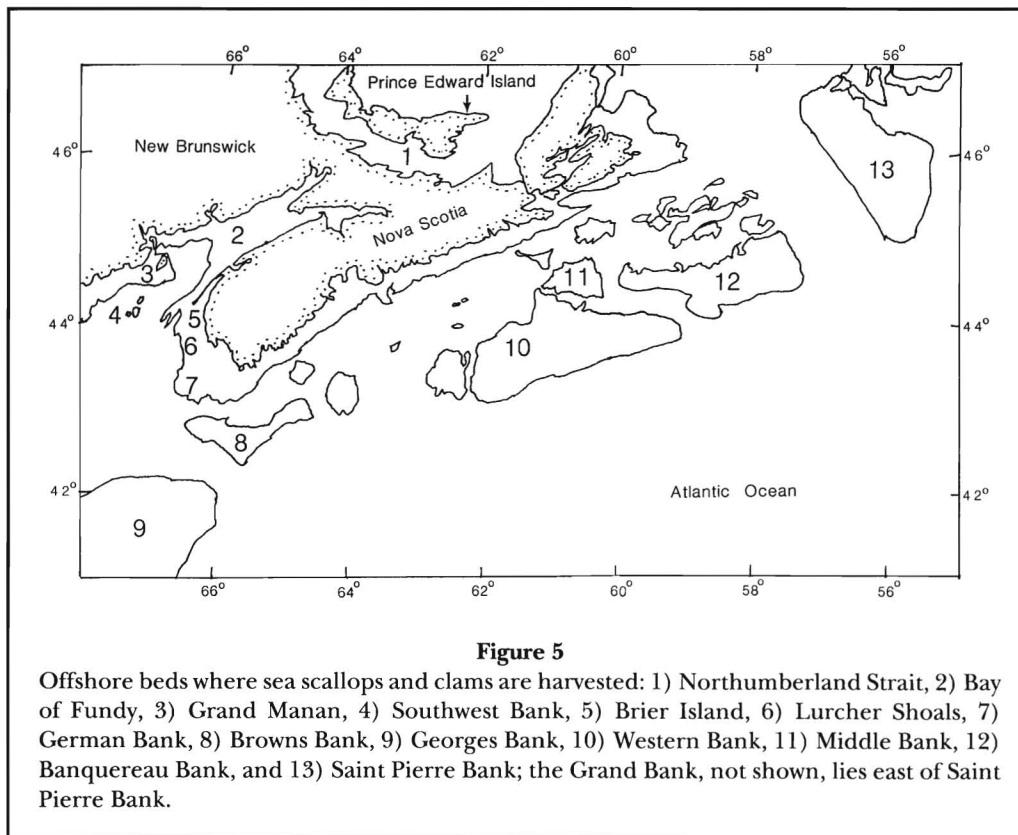 66° 64° 62° 60° 58° 56°
Prince Edward Island
New Brunswick
1
46° 46°
13
2
Nova Scotia
3
11
12
4
5
44° 44°
6
10
7
8
42° 42°
Atlantic Ocean
9
66° 64° 62° 60° 58° 56°
Figure 5
Offshore beds where sea scallops and clams are harvested: 1) Northumberland Strait, 2) Bay
of Fundy, 3) Grand Manan, 4) Southwest Bank, 5) Brier Island, 6) Lurcher Shoals, 7)
German Bank, 8) Browns Bank, 9) Georges Bank, 10) Western Bank, 11) Middle Bank, 12)
Banquereau Bank, and 13) Saint Pierre Bank; the Grand Bank, not shown, lies east of Saint
Pierre Bank.